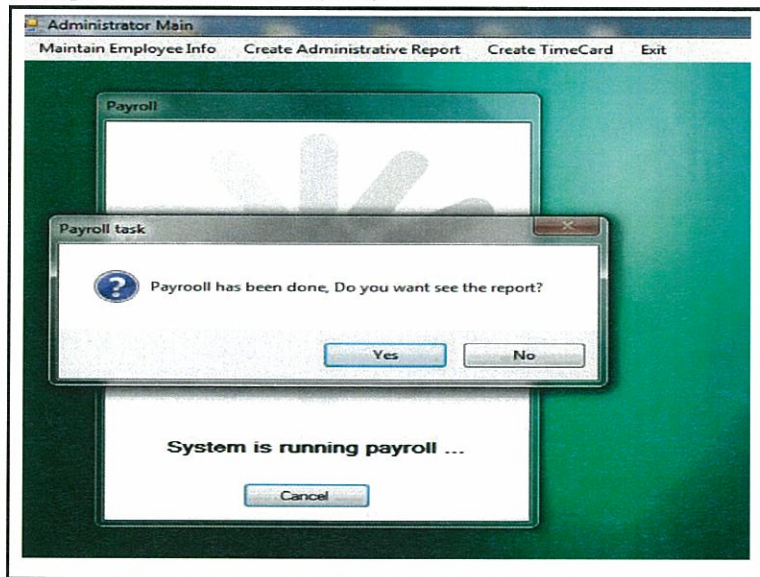 Administrator Main
Maintain Employee Info Create Administrative Report Create TimeCard Exit
Payroll
Payroll task
Payrooll has been done, Do you want see the report?
Yes No
System is running payroll ...
Cancel